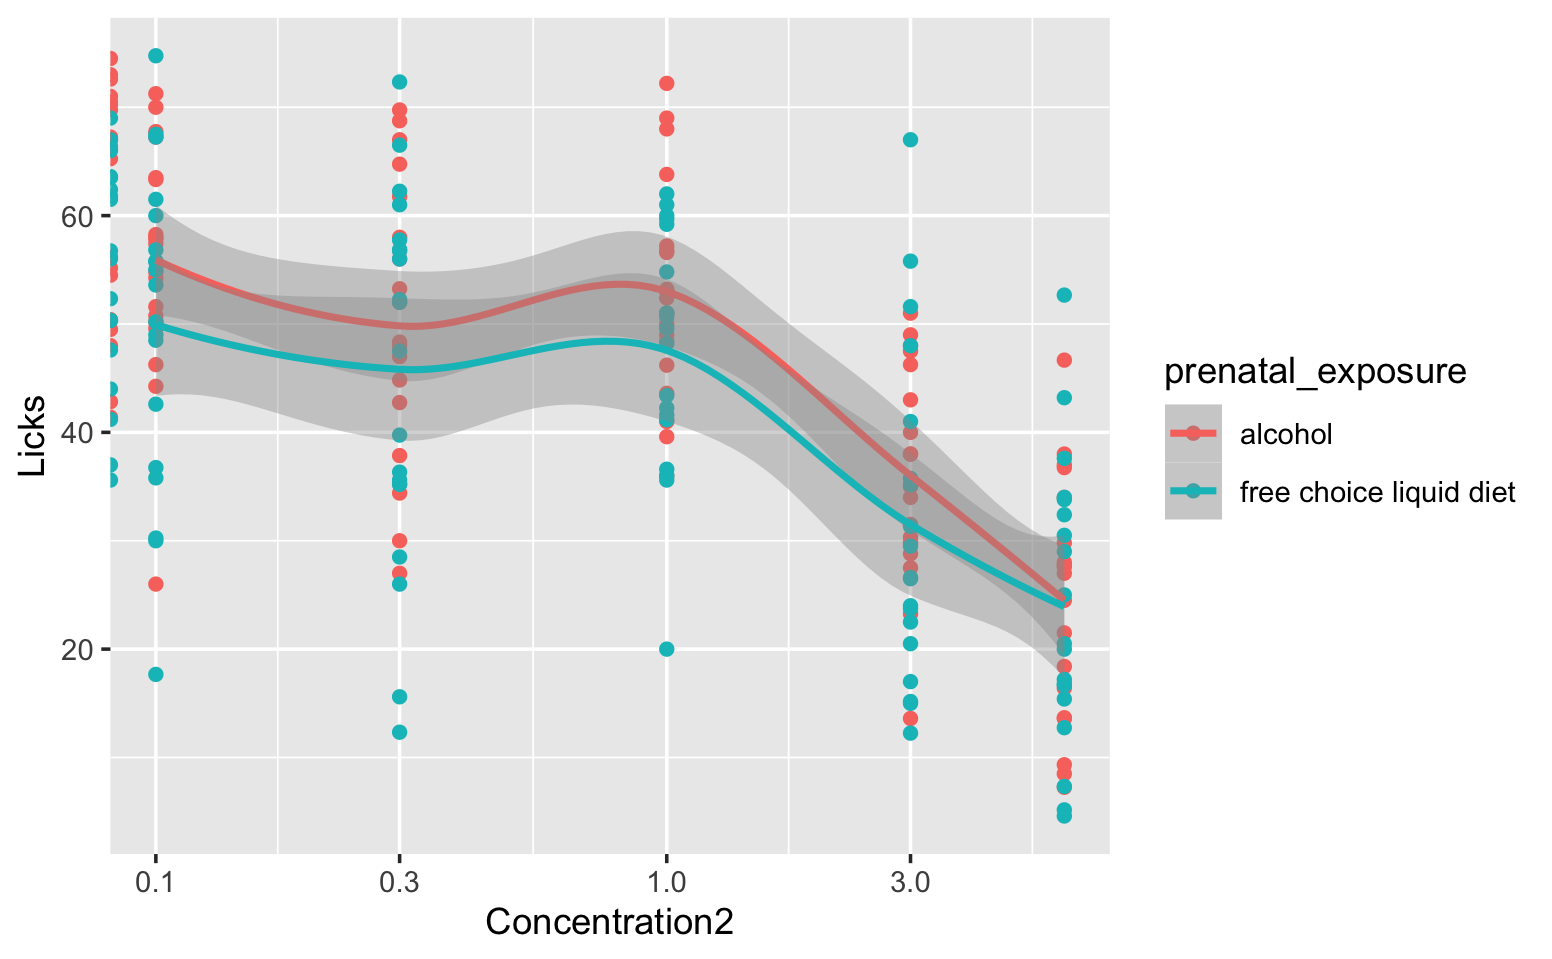 60
40
20
Licks
0.1 0.3 1.0 3.0
Concentration2
prenatal_exposure
alcohol
free choice liquid diet